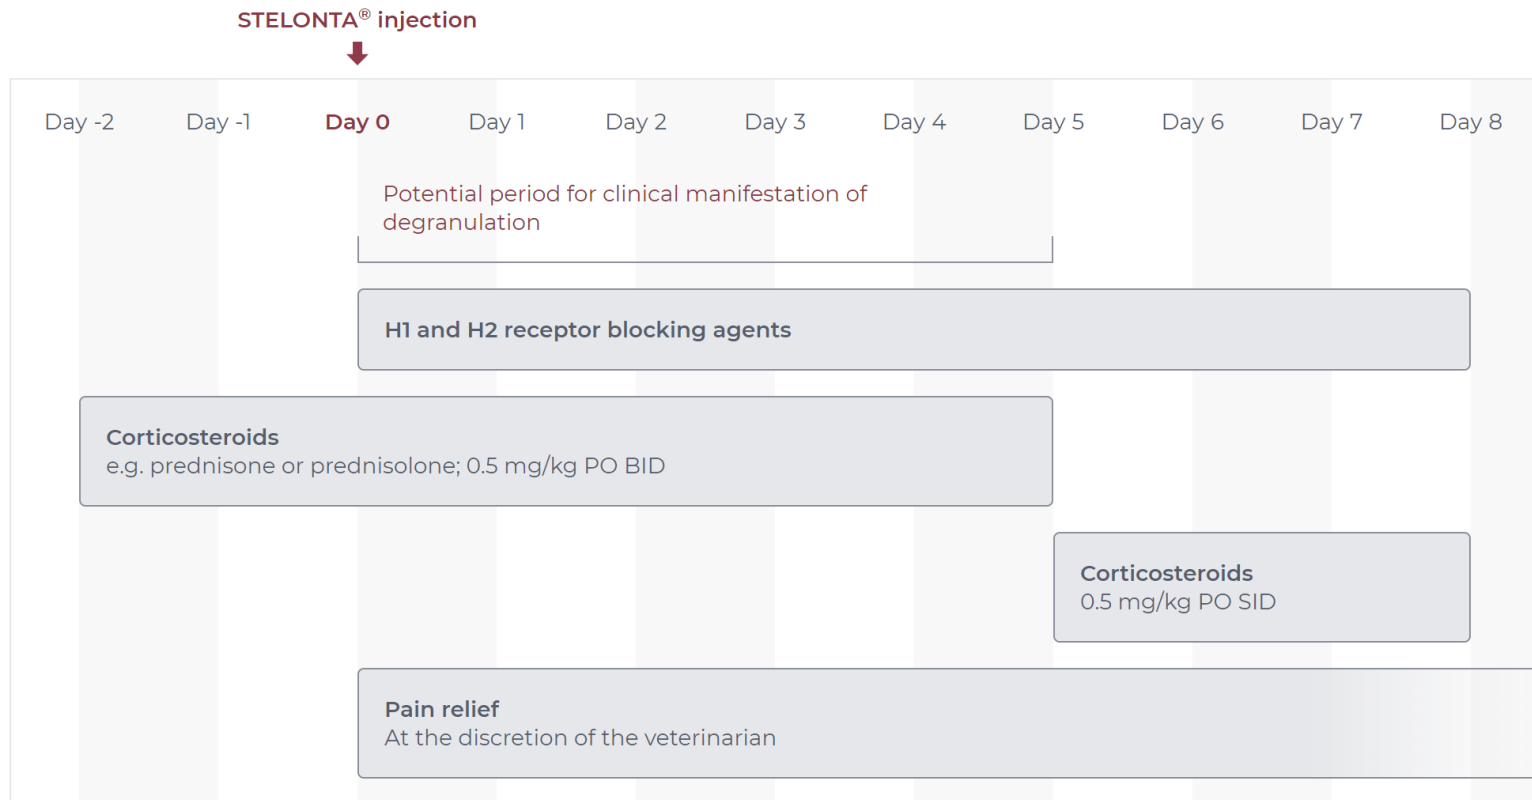 STELONTA® injection
Day -2 Day -1 Day 0 Day 1 Day 2 Day 3 Day 4 Day 5 Day 6 Day 7 Day 8
Potential period for clinical manifestation of
degranulation
H1 and H2 receptor blocking agents
Corticosteroids
e.g. prednisone or prednisolone; 0.5 mg/kg PO BID
Corticosteroids
0.5 mg/kg PO SID
Pain relief
At the discretion of the veterinarian